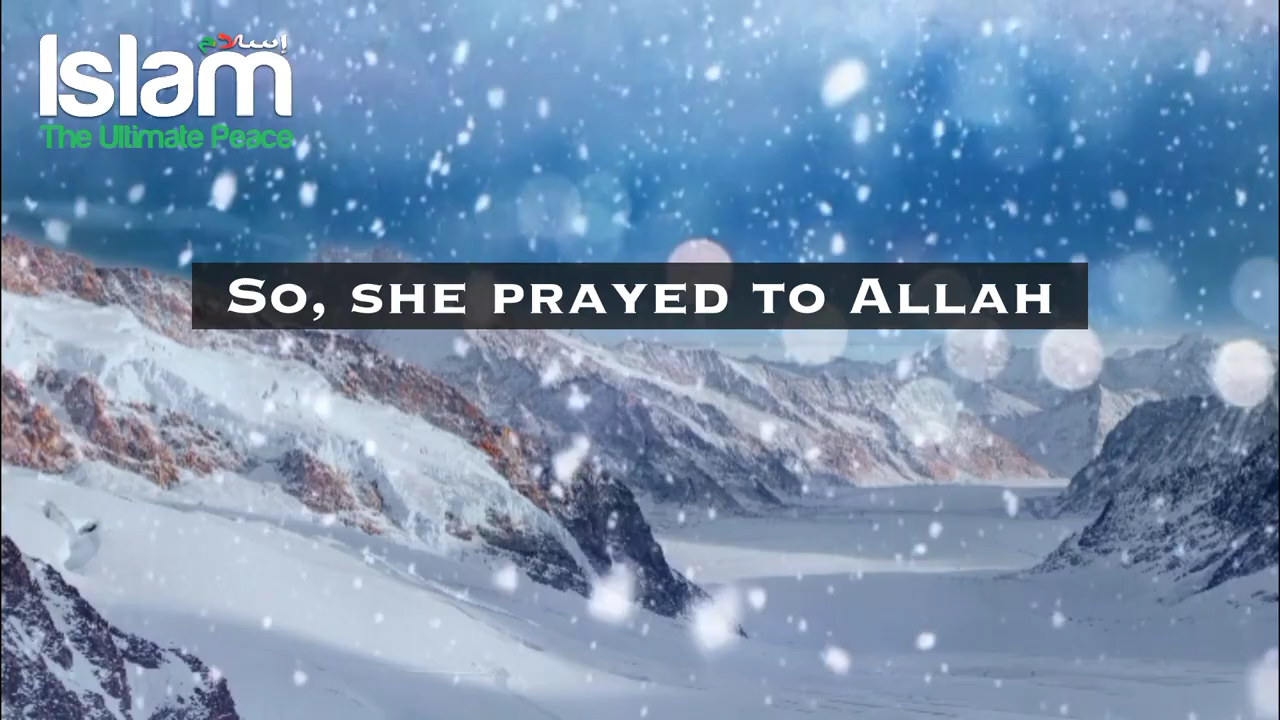 إسلام
Islam
The Ultimate Peace
So, she prayed to Allah